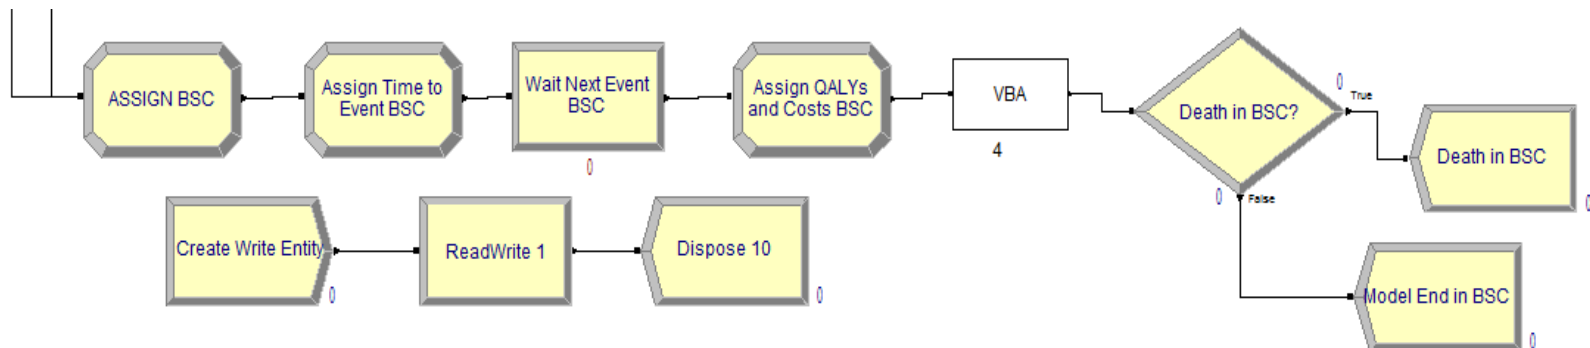 ASSIGN BSC
Assign Time to
Event BSC
Wait Next Event
BSC
0
Assign QALYs
and Costs BSC
VBA
4
Death in BSC?
0
True
0
False
Death in BSC
0
Create Write Entity
0
ReadWrite 1
Dispose 10
0
Model End in BSC
0